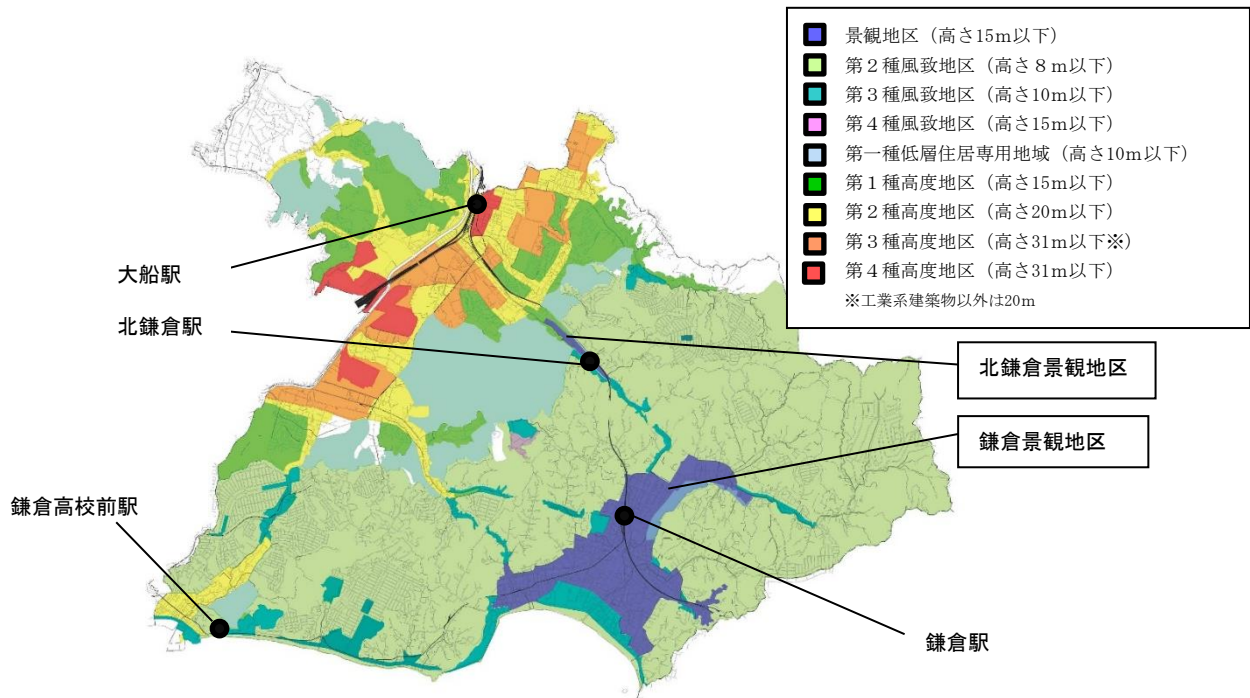 景観地区（高さ15m以下）
第２種風致地区（高さ８ｍ以下）
第３種風致地区（高さ10m以下）
第４種風致地区（高さ15m以下）
第一種低層住居専用地域（高さ10m以下）
第１種高度地区（高さ15m以下）
第２種高度地区（高さ20m以下）
第３種高度地区（高さ31m以下※）
第４種高度地区（高さ31m以下）
※工業系建築物以外は20m
大船駅
北鎌倉駅
北鎌倉景観地区
鎌倉景観地区
鎌倉高校前駅
鎌倉駅